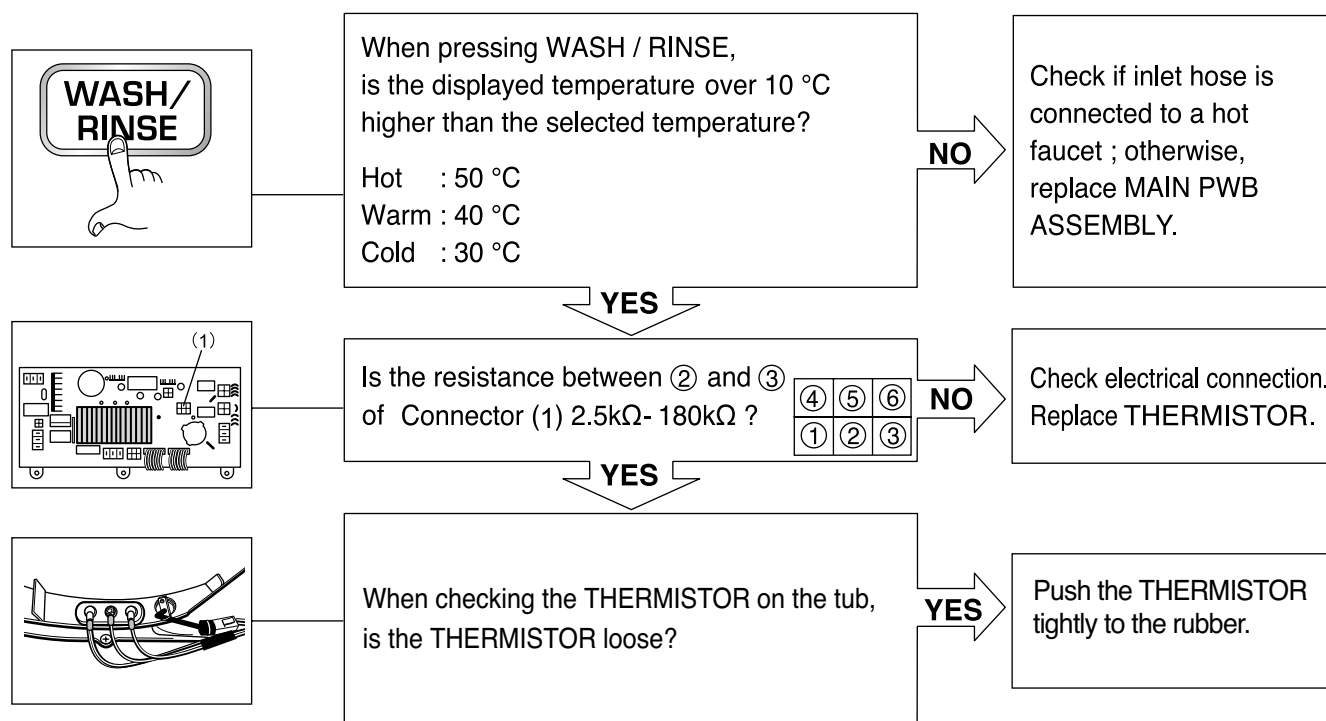 WASH/
RINSE
When pressing WASH / RINSE,
is the displayed temperature over 10 °C
higher than the selected temperature?
Hot : 50 °C
Warm : 40 °C
Cold : 30 °C
NO
Check if inlet hose is
connected to a hot
faucet ; otherwise,
replace MAIN PWB
ASSEMBLY.
YES
(1)
Is the resistance between ② and ③
of Connector (1) 2.5kΩ- 180kΩ ?
④ ⑤ ⑥
① ② ③
NO
Check electrical connection.
Replace THERMISTOR.
YES
When checking the THERMISTOR on the tub,
is the THERMISTOR loose?
YES
Push the THERMISTOR
tightly to the rubber.